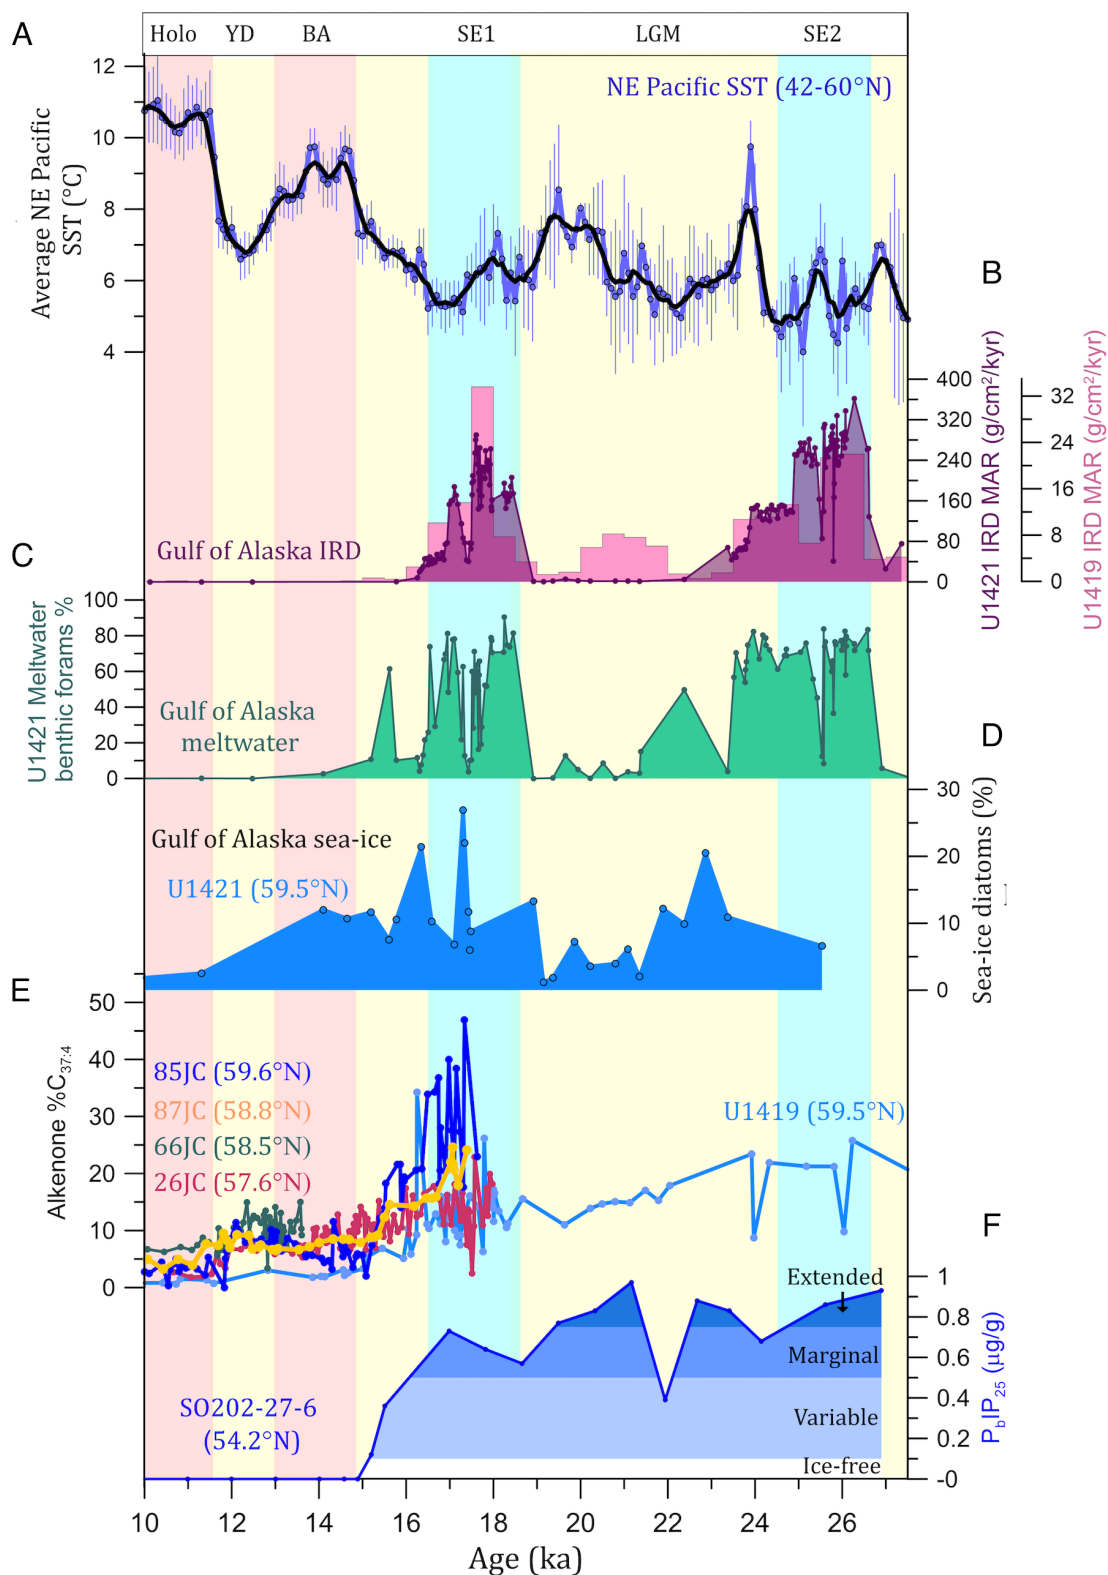 A
Holo YD BA SE1 LGM SE2
NE Pacific SST (42-60°N)
Average NE Pacific
SST (°C)
12
10
8
6
4
B
U1421 IRD MAR (g/cm²/kyr)
U1419 IRD MAR (g/cm²/kyr)
400
320
240
160
80
0
32
24
16
8
0
Gulf of Alaska IRD
C
U1421 Meltwater
benthic forams %
100
80
60
40
20
0
Gulf of Alaska
meltwater
D
Sea-ice diatoms (%)
30
20
10
0
Gulf of Alaska sea-ice
U1421 (59.5°N)
E
Alkenone %C37:4
50
40
30
20
10
0
85JC (59.6°N)
87JC (58.8°N)
66JC (58.5°N)
26JC (57.6°N)
U1419 (59.5°N)
F
PbIP25 (µg/g)
1
0.8
0.6
0.4
0.2
-0
Extended
Marginal
Variable
Ice-free
SO202-27-6
(54.2°N)
10 12 14 16 18 20 22 24 26
Age (ka)